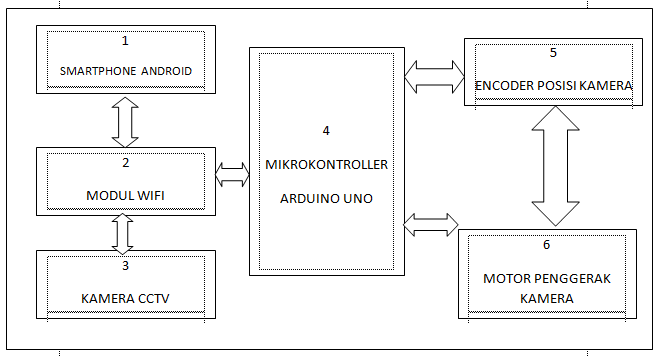 1
SMARTPHONE ANDROID
2
MODUL WIFI
3
KAMERA CCTV
4
MIKROKONTROLLER
ARDUINO UNO
5
ENCODER POSISI KAMERA
6
MOTOR PENGGERAK
KAMERA